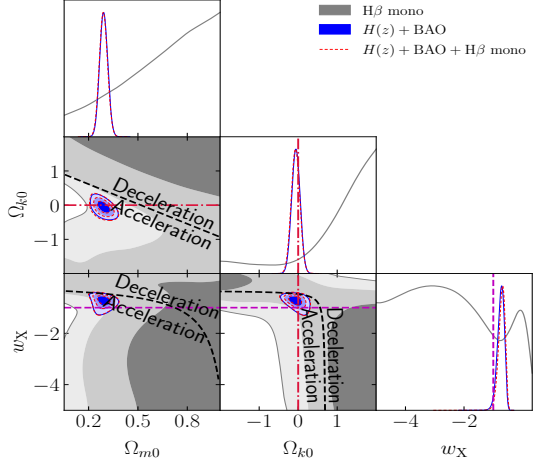 Hβ mono
H(z) + BAO
H(z) + BAO + Hβ mono
1
0
−1
Ω_{k0}
Deceleration
Acceleration
−2
−4
w_X
Deceleration
Acceleration
Deceleration
Acceleration
0.2 0.5 0.8
Ω_{m0}
−1 0 1
Ω_{k0}
−4 −2
w_X